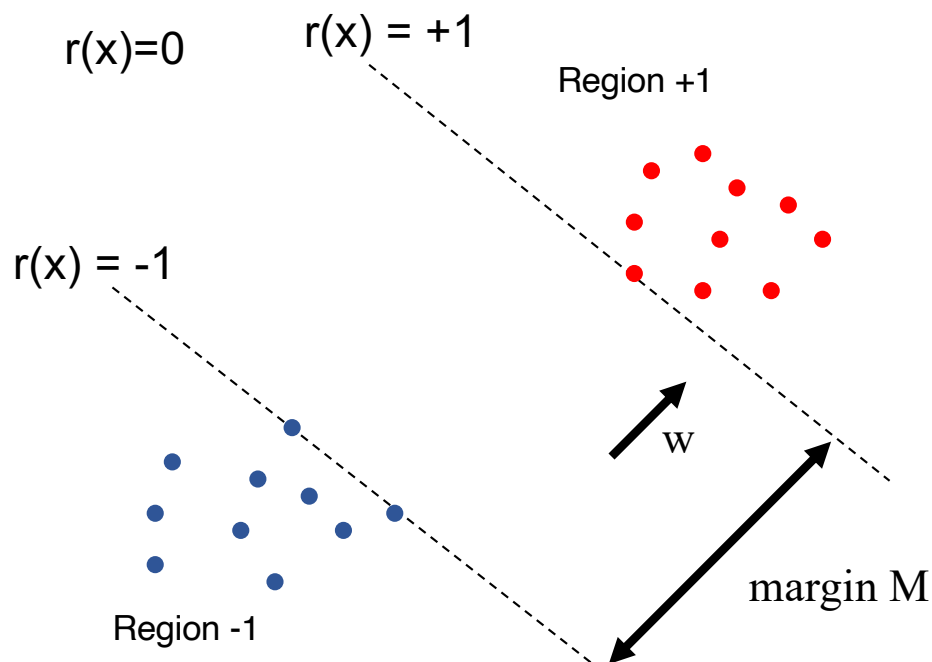 r(x)=0
r(x) = +1
Region +1
r(x) = -1
w
margin M
Region -1